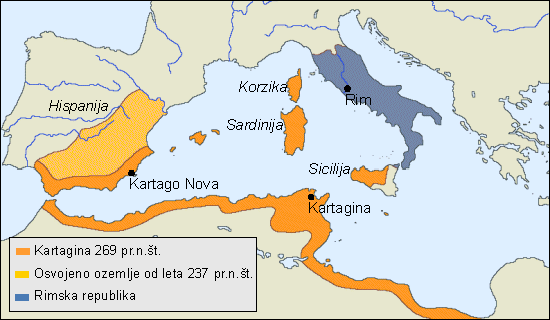 Korzika
Rim
Hispanija
Sardinija
Sicilija
Kartago Nova
Kartagina
Kartagina 269 pr.n.št.
Osvojeno ozemlje od leta 237 pr.n.št.
Rimska republika